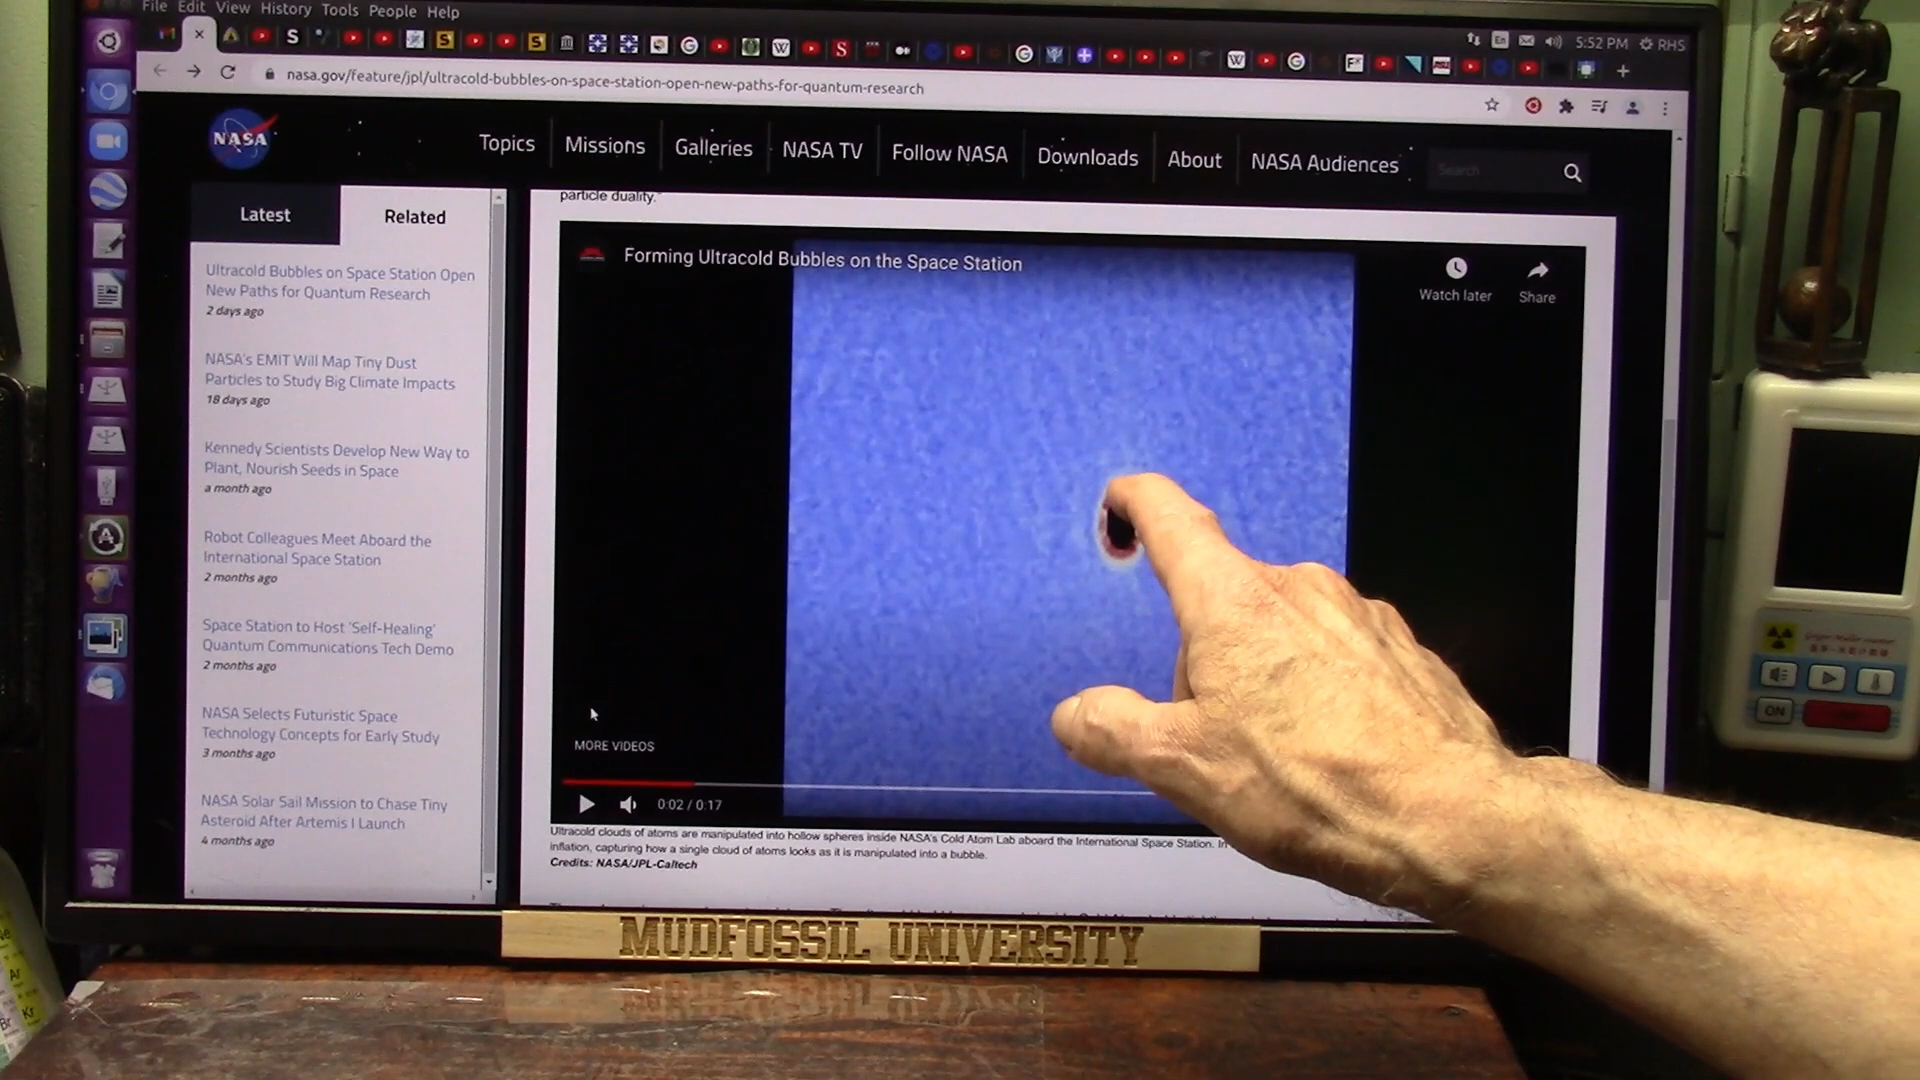 File Edit View History Tools People Help
En 5:52 PM RHS
nasa.gov/feature/jpl/ultracold-bubbles-on-space-station-open-new-paths-for-quantum-research
NASA
Topics Missions Galleries NASA TV Follow NASA Downloads About NASA Audiences Search
Latest Related
Ultracold Bubbles on Space Station Open
New Paths for Quantum Research
2 days ago
NASA's EMIT Will Map Tiny Dust
Particles to Study Big Climate Impacts
18 days ago
Kennedy Scientists Develop New Way to
Plant, Nourish Seeds in Space
a month ago
Robot Colleagues Meet Aboard the
International Space Station
2 months ago
Space Station to Host 'Self-Healing'
Quantum Communications Tech Demo
2 months ago
NASA Selects Futuristic Space
Technology Concepts for Early Study
3 months ago
NASA Solar Sail Mission to Chase Tiny
Asteroid After Artemis I Launch
4 months ago
particle duality."
Forming Ultracold Bubbles on the Space Station
Watch later Share
MORE VIDEOS
0:02 / 0:17
Ultracold clouds of atoms are manipulated into hollow spheres inside NASA's Cold Atom Lab aboard the International Space Station. In
inflation, capturing how a single cloud of atoms looks as it is manipulated into a bubble.
Credits: NASA/JPL-Caltech
MUDFOSSIL UNIVERSITY
ON
Ar
Kr
Br